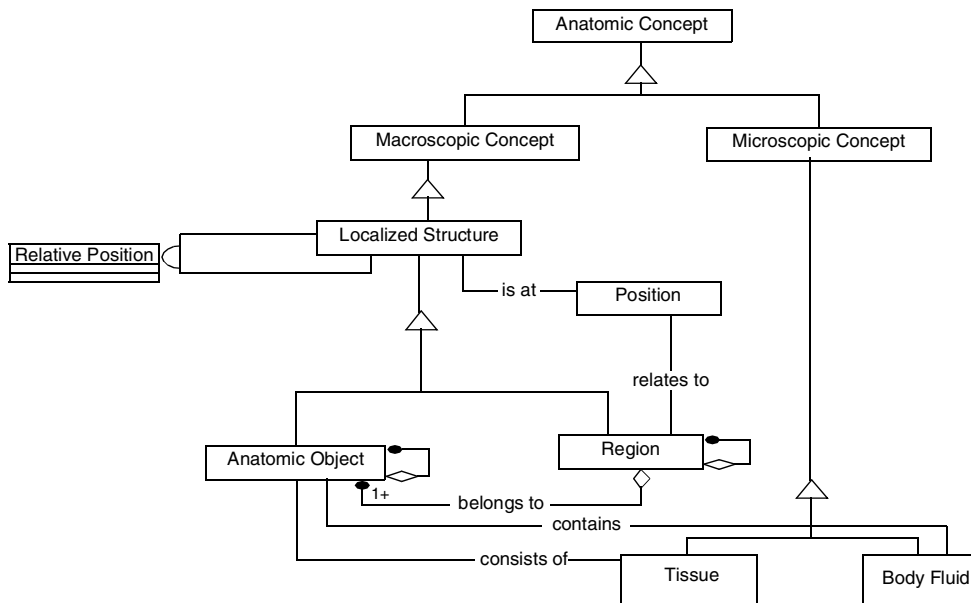 Anatomic Concept
Macroscopic Concept
Microscopic Concept
Localized Structure
Relative Position
is at
Position
relates to
Anatomic Object
Region
1+
belongs to
contains
consists of
Tissue
Body Fluid